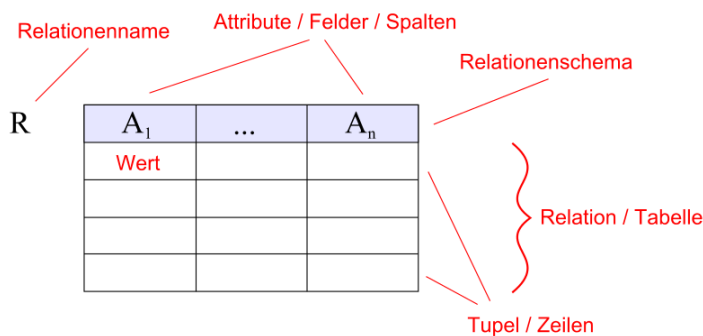 Relationenname
Attribute / Felder / Spalten
Relationenschema
R
A1 ... An
Wert
Relation / Tabelle
Tupel / Zeilen